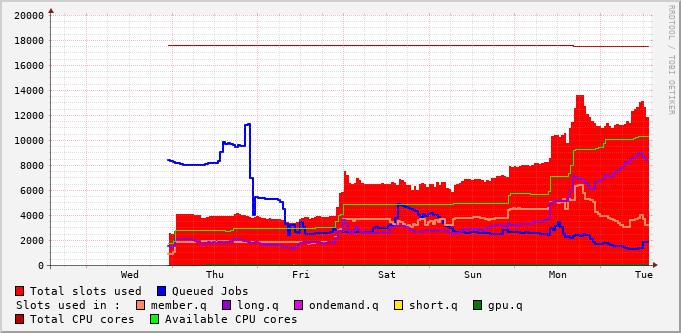 20000
18000
16000
14000
12000
10000
8000
6000
4000
2000
0
Wed Thu Fri Sat Sun Mon Tue
RRDTOOL / TOBI OETIKER
Total slots used Queued Jobs
Slots used in : member.q long.q ondemand.q short.q gpu.q
Total CPU cores Available CPU cores